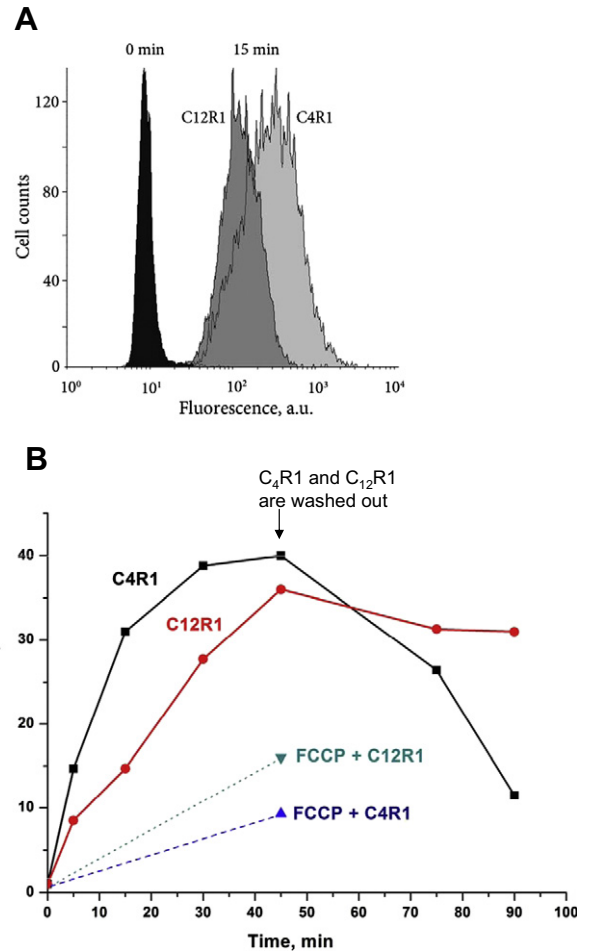 A
0 min 15 min
C12R1 C4R1
120
80
40
0
Cell counts
10⁰ 10¹ 10² 10³ 10⁴
Fluorescence, a.u.
B
C₄R1 and C₁₂R1
are washed out
40
30
20
10
0
C4R1
C12R1
FCCP + C12R1
FCCP + C4R1
0 10 20 30 40 50 60 70 80 90 100
Time, min